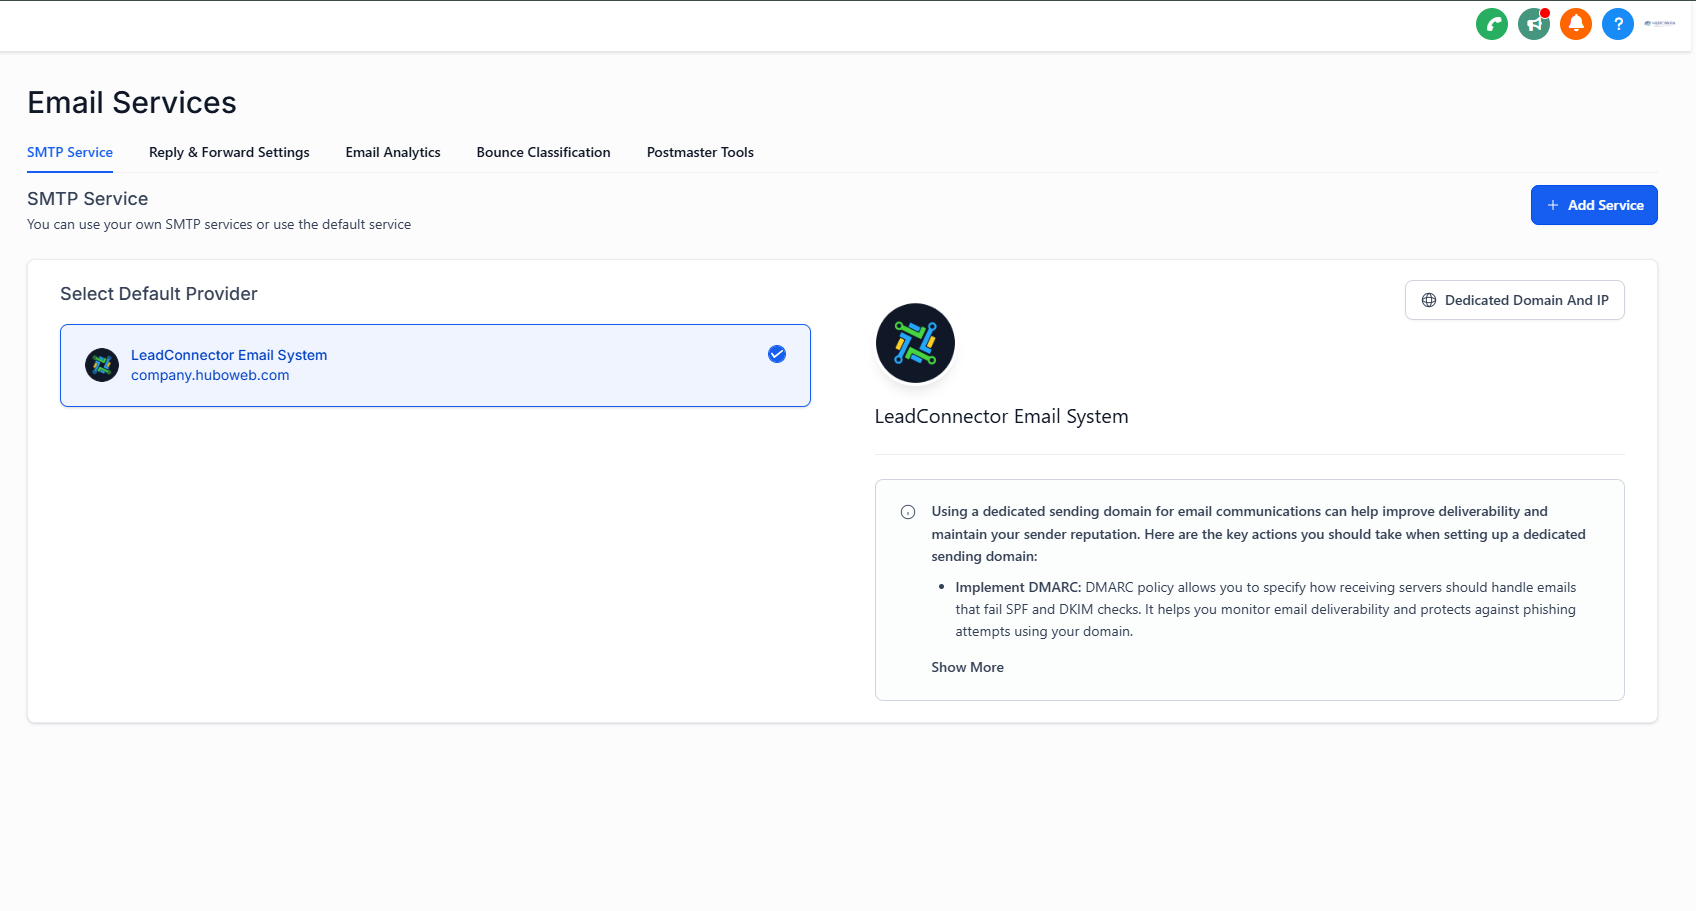 Email Services
SMTP Service
Reply & Forward Settings
Email Analytics
Bounce Classification
Postmaster Tools
SMTP Service
You can use your own SMTP services or use the default service
+ Add Service
Select Default Provider
LeadConnector Email System
company.huboweb.com
Dedicated Domain And IP
LeadConnector Email System
Using a dedicated sending domain for email communications can help improve deliverability and
maintain your sender reputation. Here are the key actions you should take when setting up a dedicated
sending domain:
• Implement DMARC: DMARC policy allows you to specify how receiving servers should handle emails
that fail SPF and DKIM checks. It helps you monitor email deliverability and protects against phishing
attempts using your domain.
Show More